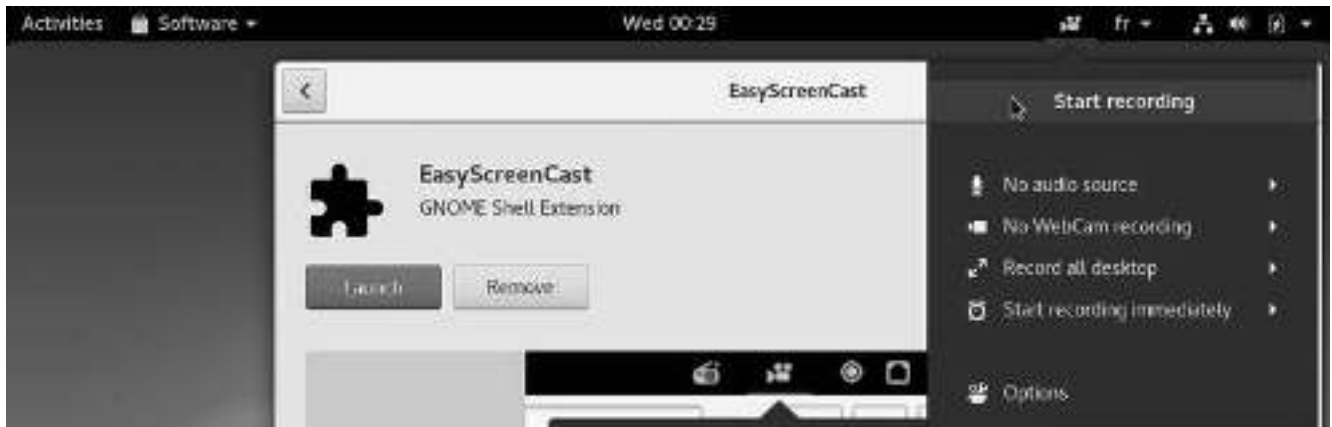 Activities Software Wed 00:29 fr
EasyScreenCast
Start recording
EasyScreenCast
GNOME Shell Extension
No audio source
No WebCam recording
Launch Remove
Record all desktop
Start recording immediately
Options